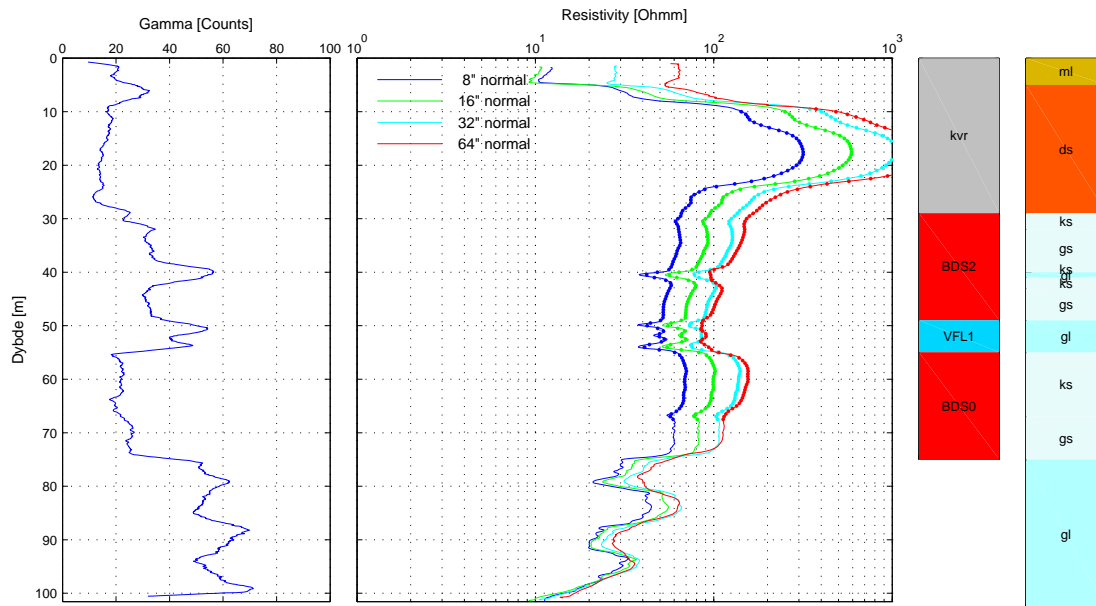 Gamma [Counts]
0 20 40 60 80 100
Resistivity [Ohmm]
10^0 10^1 10^2 10^3
Dybde [m]
0
10
20
30
40
50
60
70
80
90
100
8" normal
16" normal
32" normal
64" normal
kvr
BDS2
VFL1
BDS0
ml
ds
ks
gs
ks
gl
ks
gs
gl
ks
gs
gl